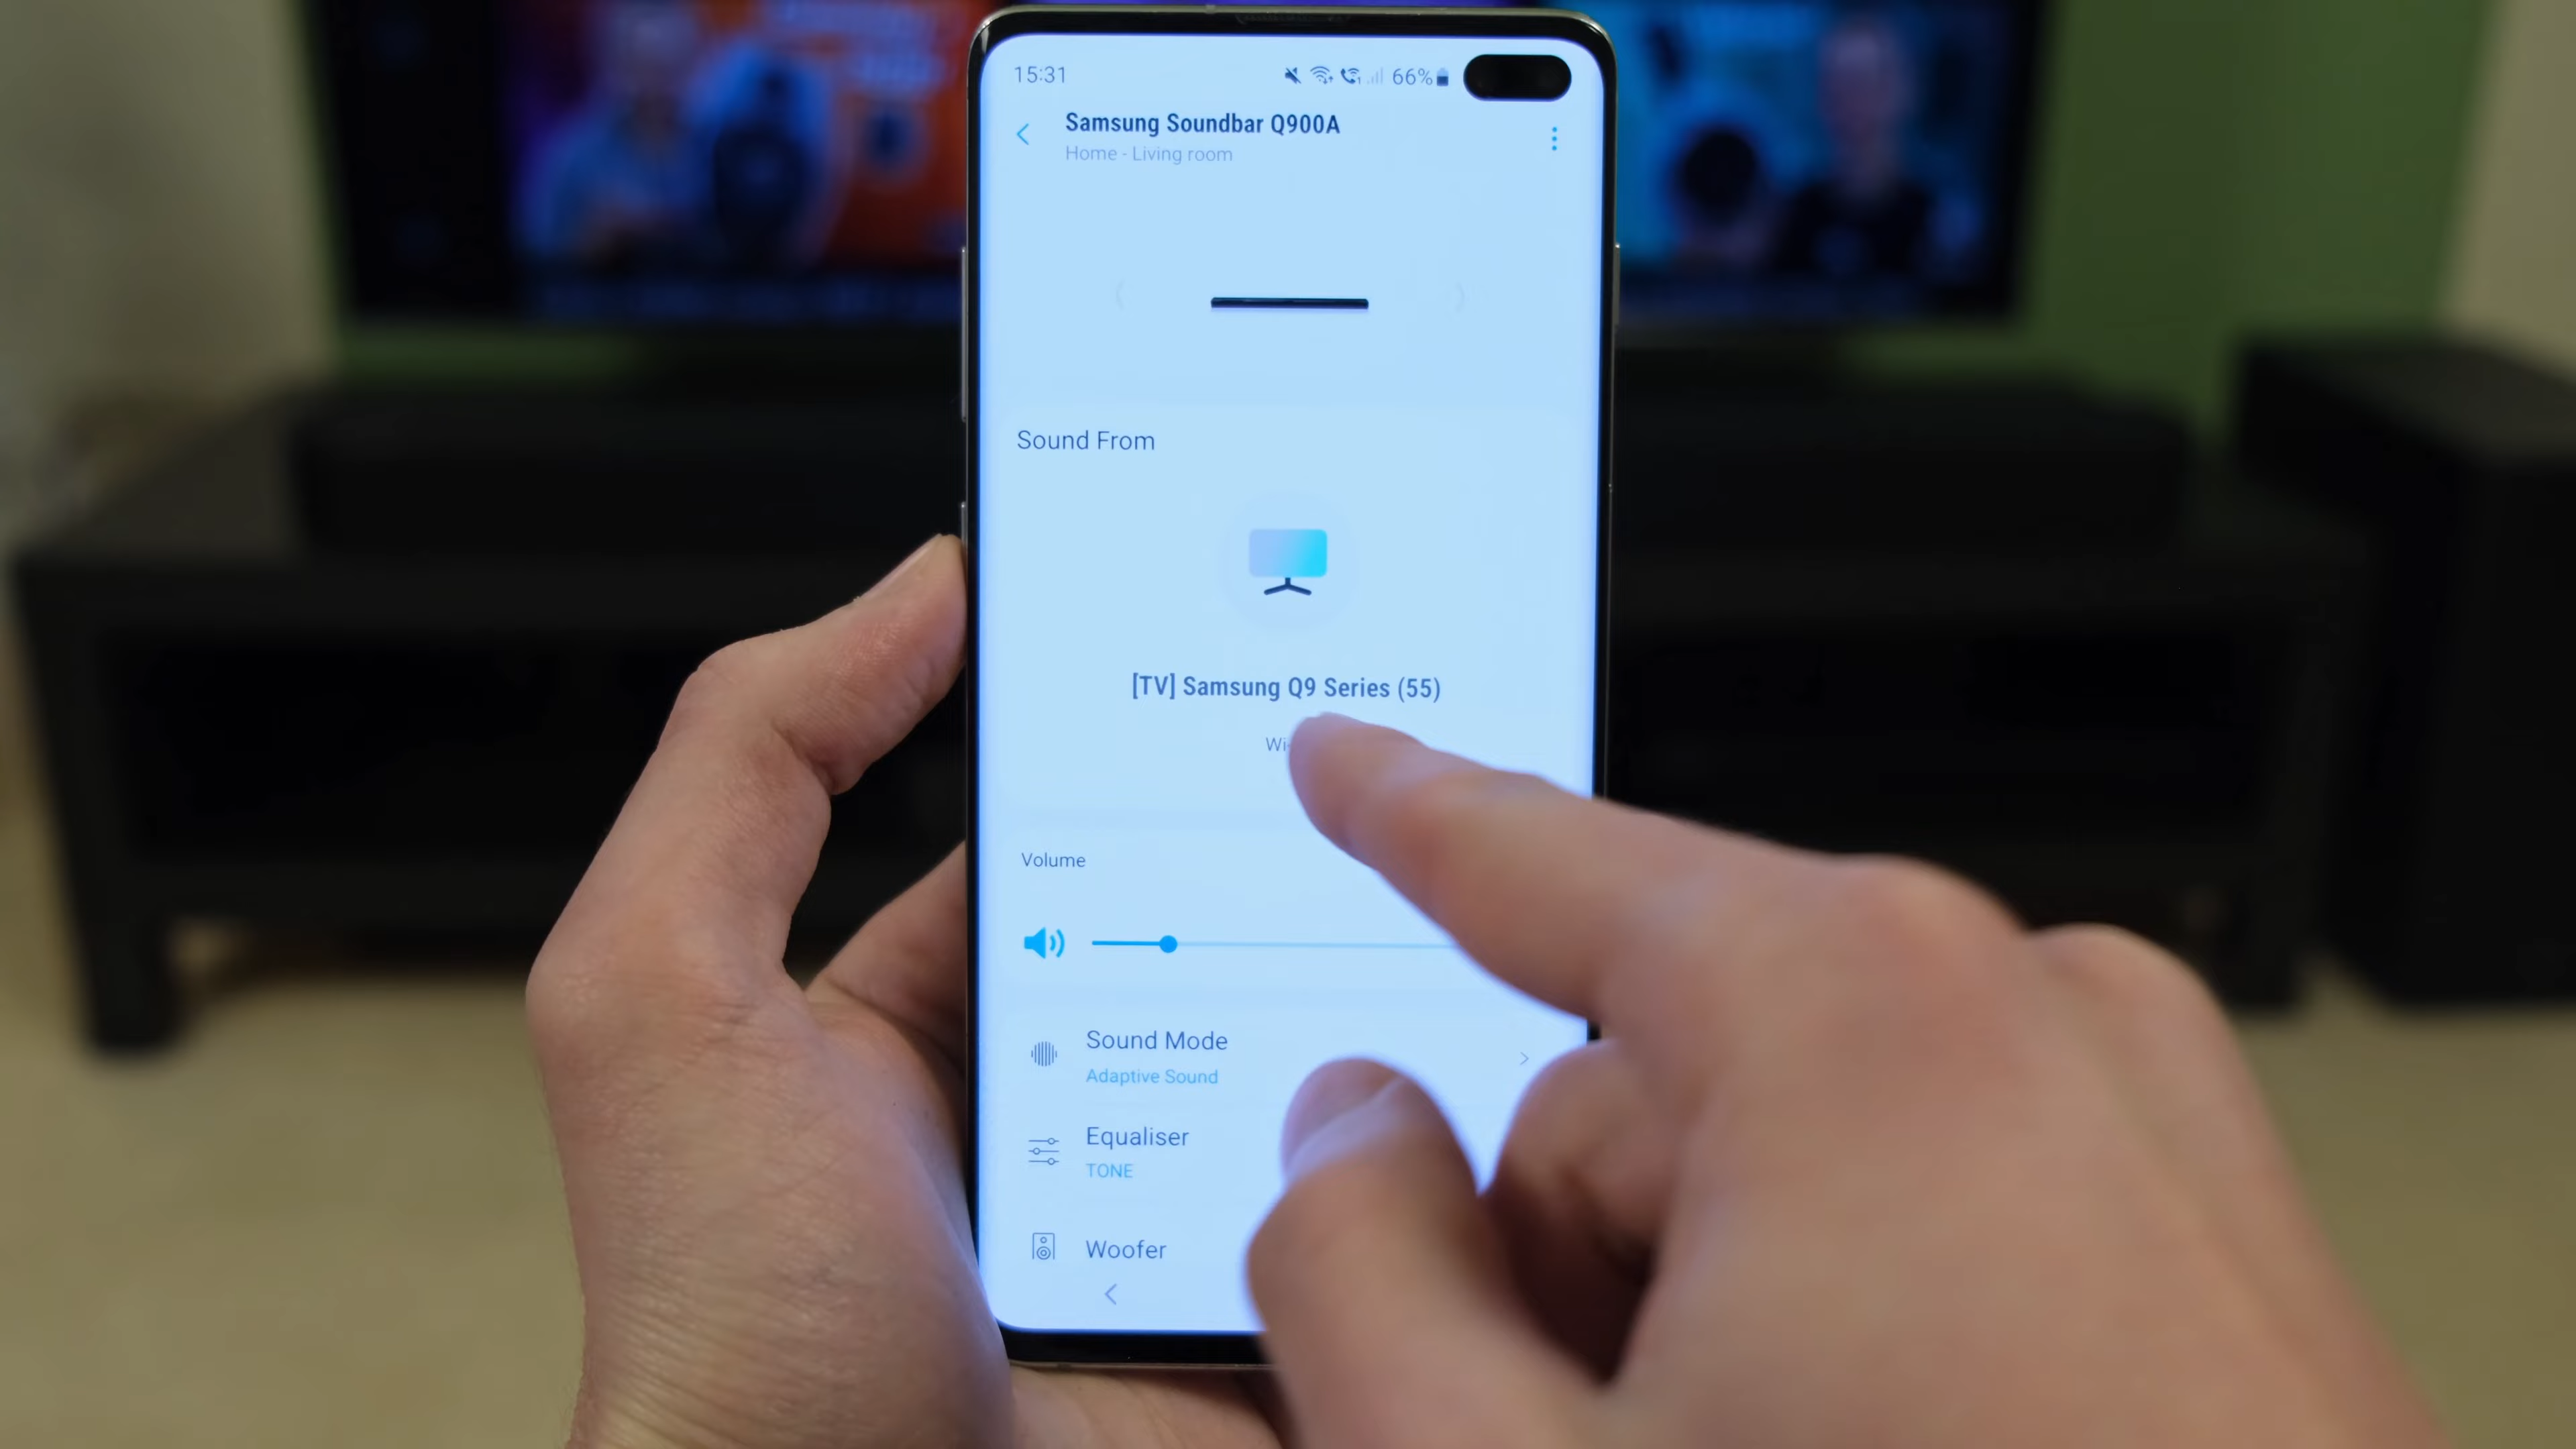 15:31
66%
Samsung Soundbar Q900A
Home - Living room
Sound From
[TV] Samsung Q9 Series (55)
Wi-
Volume
Sound Mode
Adaptive Sound
Equaliser
TONE
Woofer